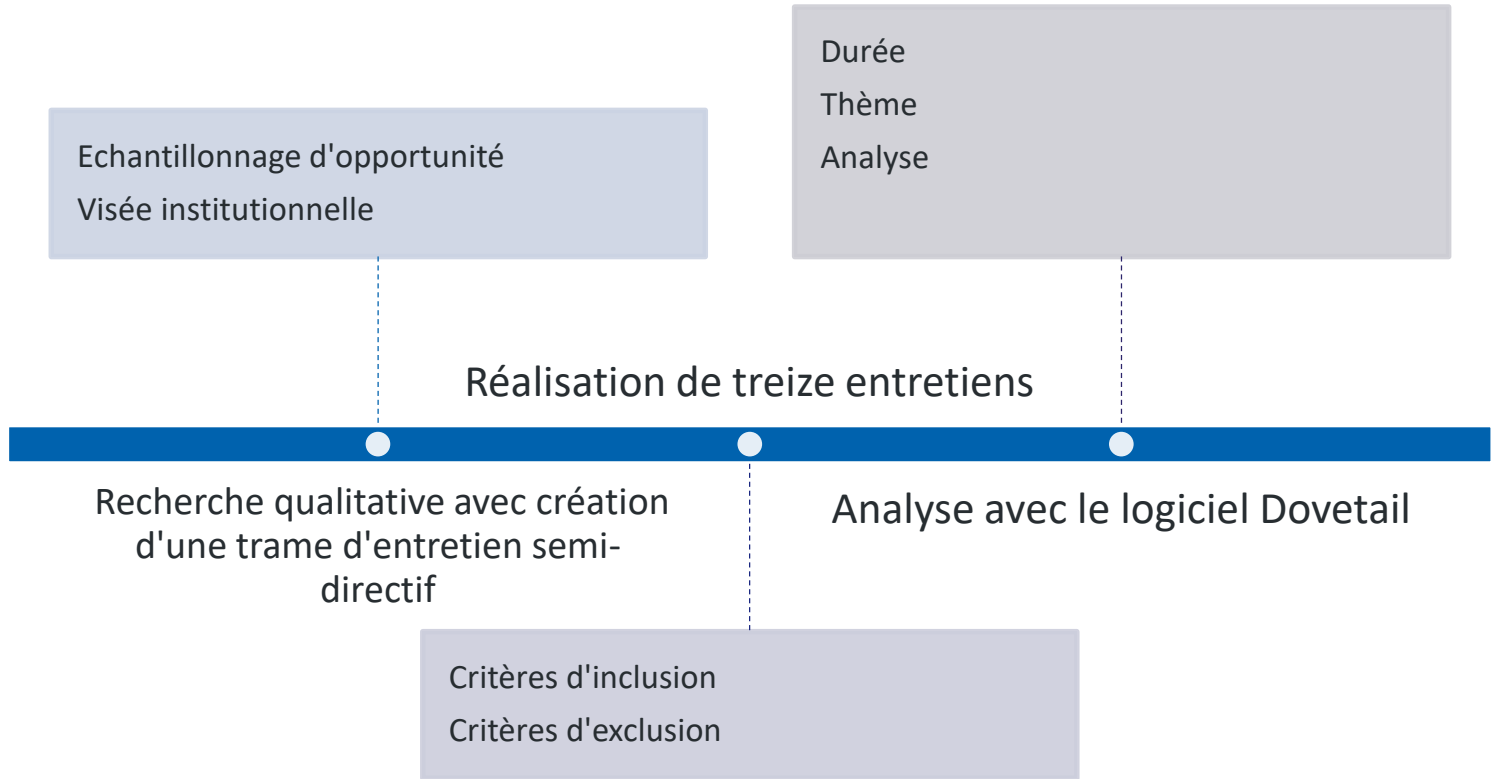 Echantillonnage d'opportunité
Visée institutionnelle
Durée
Thème
Analyse
Réalisation de treize entretiens
Recherche qualitative avec création
d'une trame d'entretien semi-
directif
Analyse avec le logiciel Dovetail
Critères d'inclusion
Critères d'exclusion